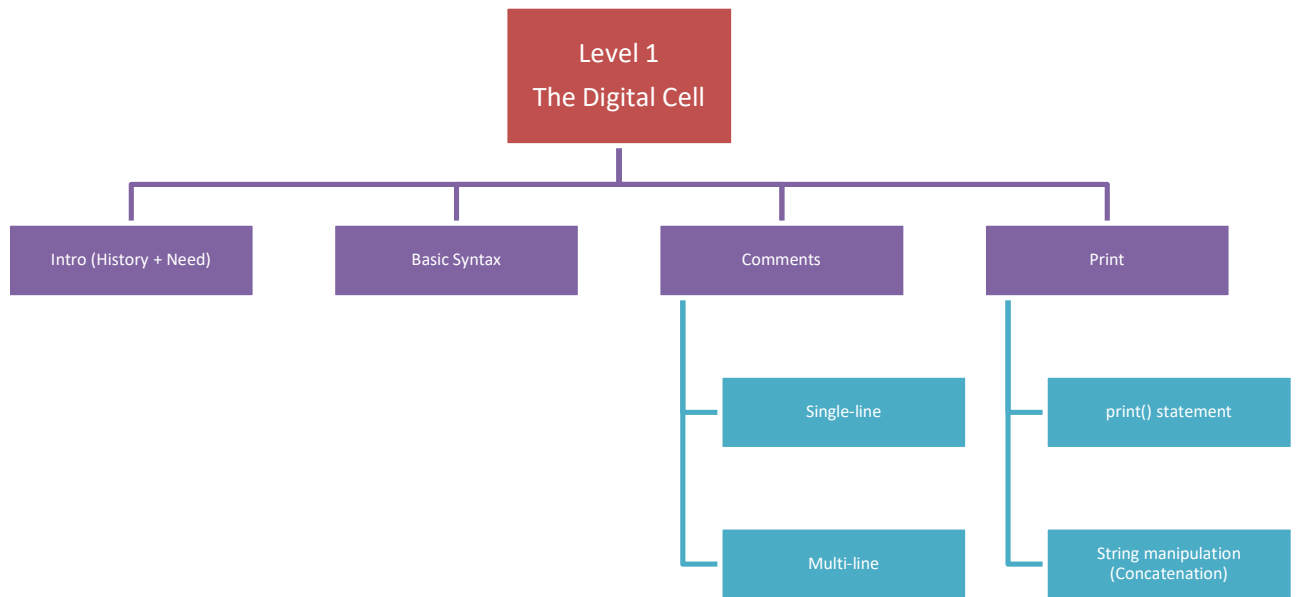 Level 1
The Digital Cell
Intro (History + Need)
Basic Syntax
Comments
Print
Single-line
print() statement
Multi-line
String manipulation
(Concatenation)